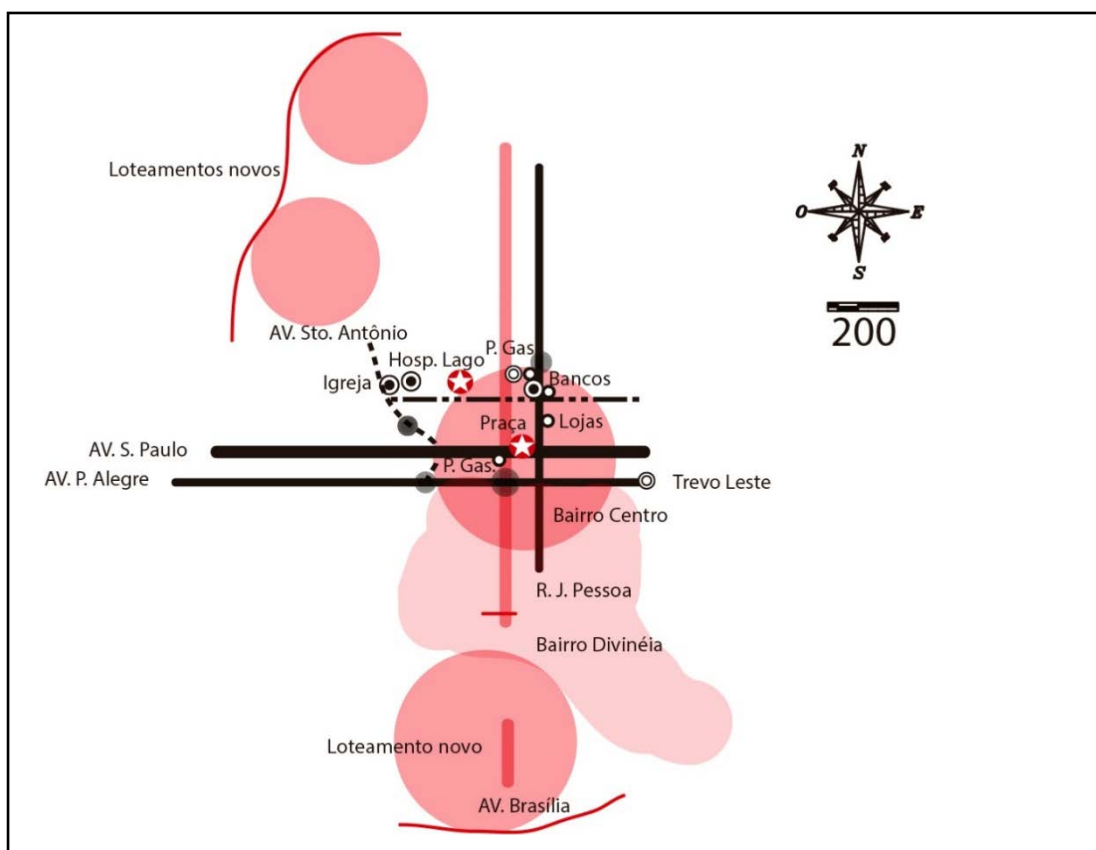 Loteamentos novos
N
O
E
S
200
AV. Sto. Antônio
P. Gas
Hosp. Lago
Igreja
Bancos
Praça
Lojas
AV. S. Paulo
P. Gas.
AV. P. Alegre
Trevo Leste
Bairro Centro
R. J. Pessoa
Bairro Divinéia
Loteamento novo
AV. Brasília